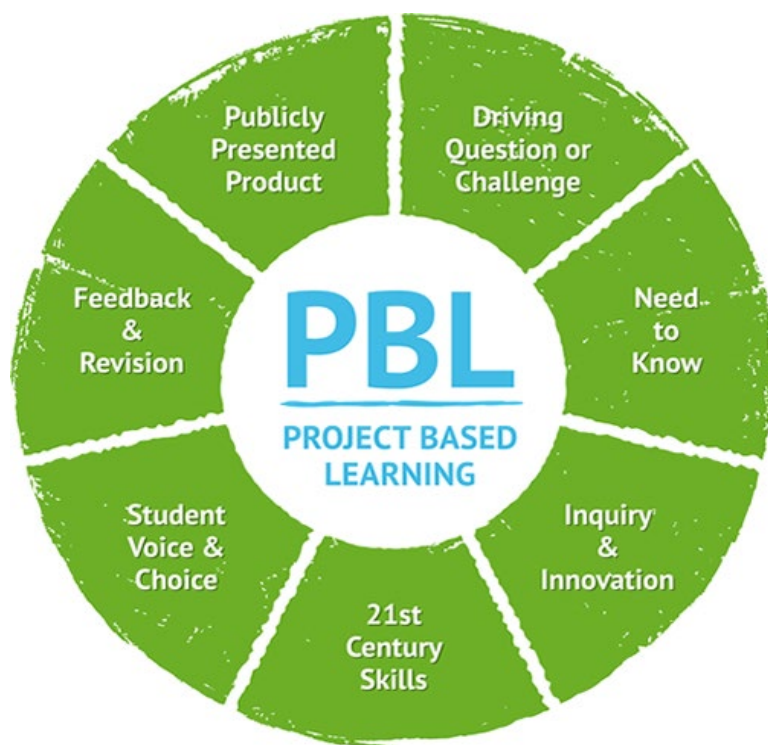 PBL
PROJECT BASED
LEARNING
Driving
Question or
Challenge
Need
to
Know
Inquiry
&
Innovation
21st
Century
Skills
Student
Voice &
Choice
Feedback
&
Revision
Publicly
Presented
Product